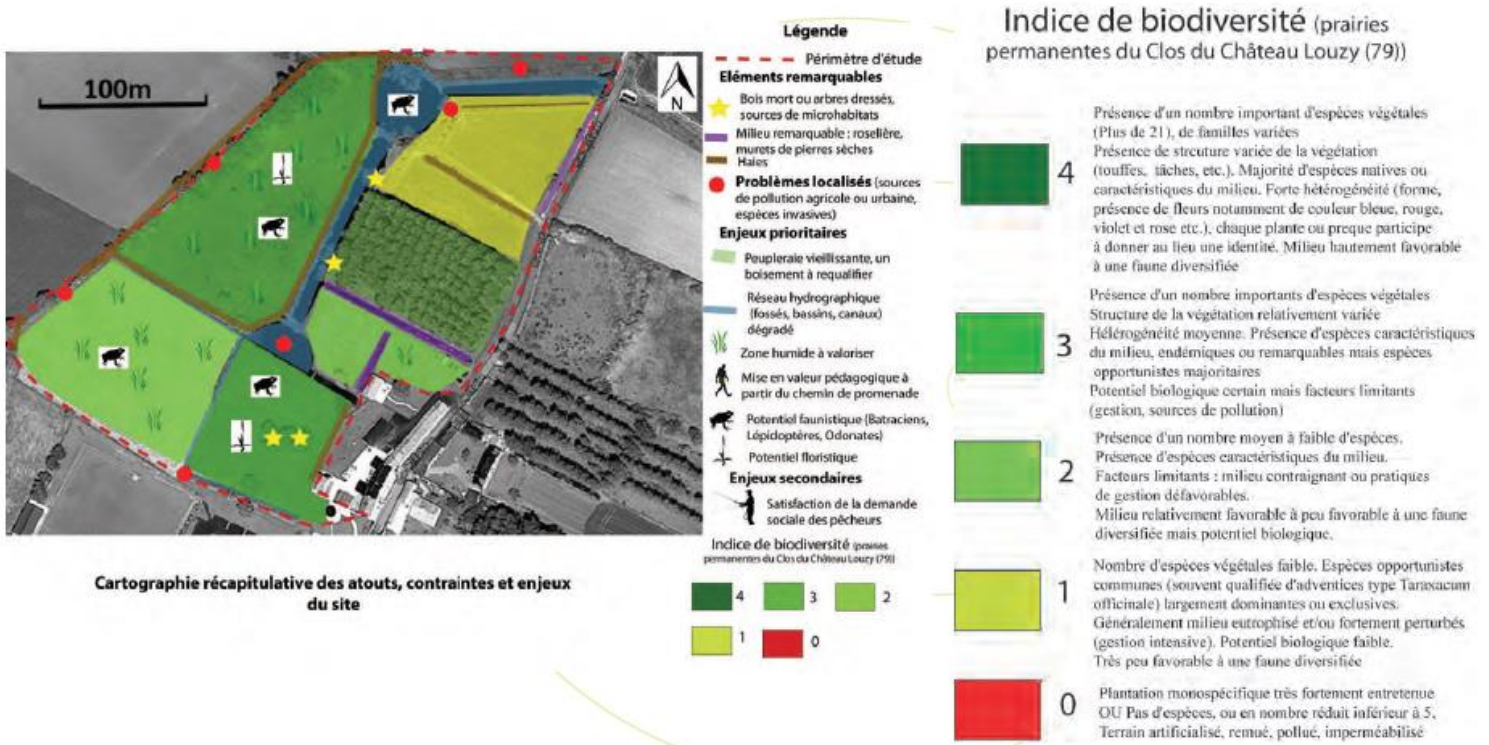 100m
N
Cartographie récapitulative des atouts, contraintes et enjeux
du site
Légende
Périmètre d'étude
Eléments remarquables
Bois mort ou arbres dressés,
sources de microhabitats
Milieu remarquable : roselière,
murets de pierres sèches
Haies
Problèmes localisés (sources
de pollution agricole ou urbaine,
espèces invasives)
Enjeux prioritaires
Peupleraie vieillissante, un
boisement à requalifier
Réseau hydrographique
(fossés, bassins, canaux)
dégradé
Zone humide à valoriser
Mise en valeur pédagogique à
partir du chemin de promenade
Potentiel faunistique (Batraciens,
Lépidoptères, Odonates)
Potentiel floristique
Enjeux secondaires
Satisfaction de la demande
sociale des pêcheurs
Indice de biodiversité (prairies
permanentes du Clos du Château Louzy (79))
4 3 2
1 0
Indice de biodiversité (prairies
permanentes du Clos du Château Louzy (79))
4
Présence d'un nombre important d'espèces végétales
(Plus de 21), de familles variées
Présence de strcuture variée de la végétation
(touffes, tâches, etc.). Majorité d'espèces natives ou
caractéristiques du milieu. Forte hétérogénéité (forme,
présence de fleurs notamment de couleur bleue, rouge,
violet et rose etc.), chaque plante ou preque participe
à donner au lieu une identité. Milieu hautement favorable
à une faune diversifiée
3
Présence d'un nombre importants d'espèces végétales
Structure de la végétation relativement variée
Hélérogénéité moyenne. Présence d'espèces caractéristiques
du milieu, endémiques ou remarquables mais espèces
opportunistes majoritaires
Potentiel biologique certain mais facteurs limitants
(gestion, sources de pollution)
2
Présence d'un nombre moyen à faible d'espèces.
Présence d'espèces caractéristiques du milieu.
Facteurs limitants : milieu contraignant ou pratiques
de gestion défavorables.
Milieu relativement favorable à peu favorable à une faune
diversifiée mais potentiel biologique.
1
Nombre d'espèces végétales faible. Espèces opportunistes
communes (souvent qualifiée d'adventices type Taraxacum
officinale) largement dominantes ou exclusives.
Généralement milieu eutrophisé et/ou fortement perturbés
(gestion intensive). Potentiel biologique faible.
Très peu favorable à une faune diversifiée
0
Plantation monospécifique très fortement entretenue
OU Pas d'espèces, ou en nombre réduit inférieur à 5.
Terrain artificialisé, remué, pollué, imperméabilisé